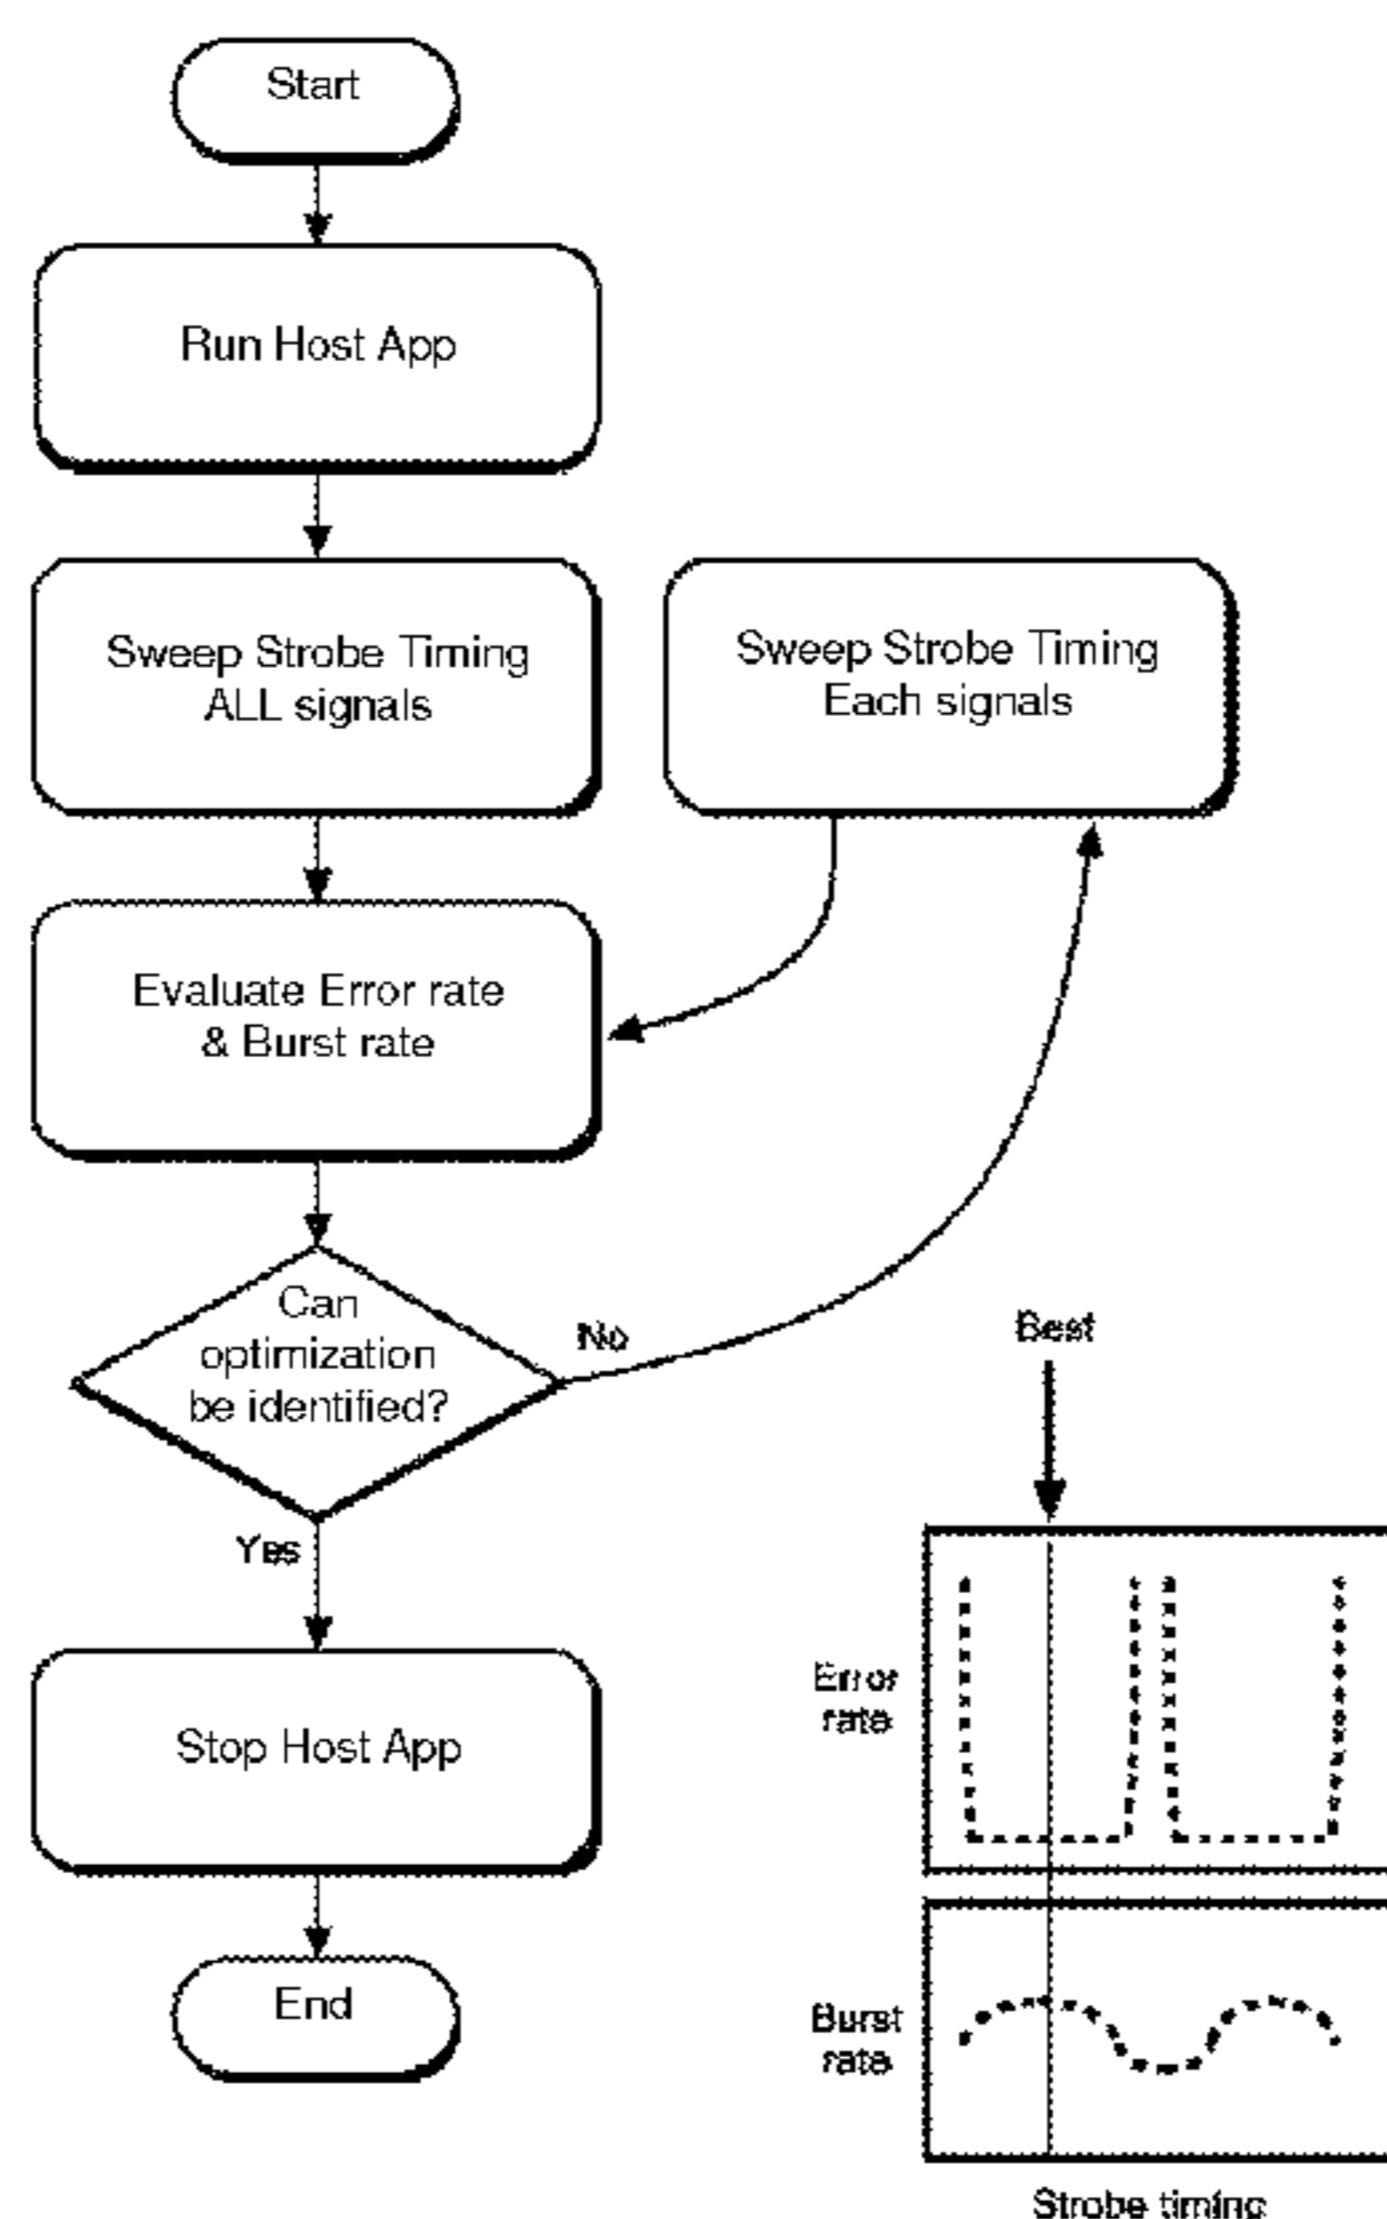 Start
Run Host App
Sweep Strobe Timing
ALL signals
Sweep Strobe Timing
Each signals
Evaluate Error rate
& Burst rate
Can
optimization
be identified?
No
Yes
Stop Host App
End
Best
Error
rate
Burst
rate
Strobe timing